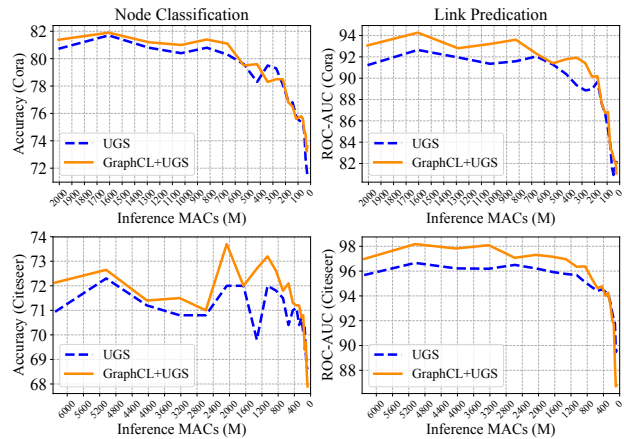 Node Classification
Link Predication
Accuracy (Cora)
82
80
78
76
74
72
UGS
GraphCL+UGS
2000 1900 1800 1700 1600 1500 1400 1300 1200 1100 1000 900 800 700 600 500 400 300 200 100 0
Inference MACs (M)
ROC-AUC (Cora)
94
92
90
88
86
84
82
UGS
GraphCL+UGS
2000 1900 1800 1700 1600 1500 1400 1300 1200 1100 1000 900 800 700 600 500 400 300 200 100 0
Inference MACs (M)
Accuracy (Citeseer)
74
73
72
71
70
69
68
UGS
GraphCL+UGS
6000 5600 5200 4800 4400 4000 3600 3200 2800 2400 2000 1600 1200 800 400 0
Inference MACs (M)
ROC-AUC (Citeseer)
98
96
94
92
90
88
UGS
GraphCL+UGS
6000 5600 5200 4800 4400 4000 3600 3200 2800 2400 2000 1600 1200 800 400 0
Inference MACs (M)